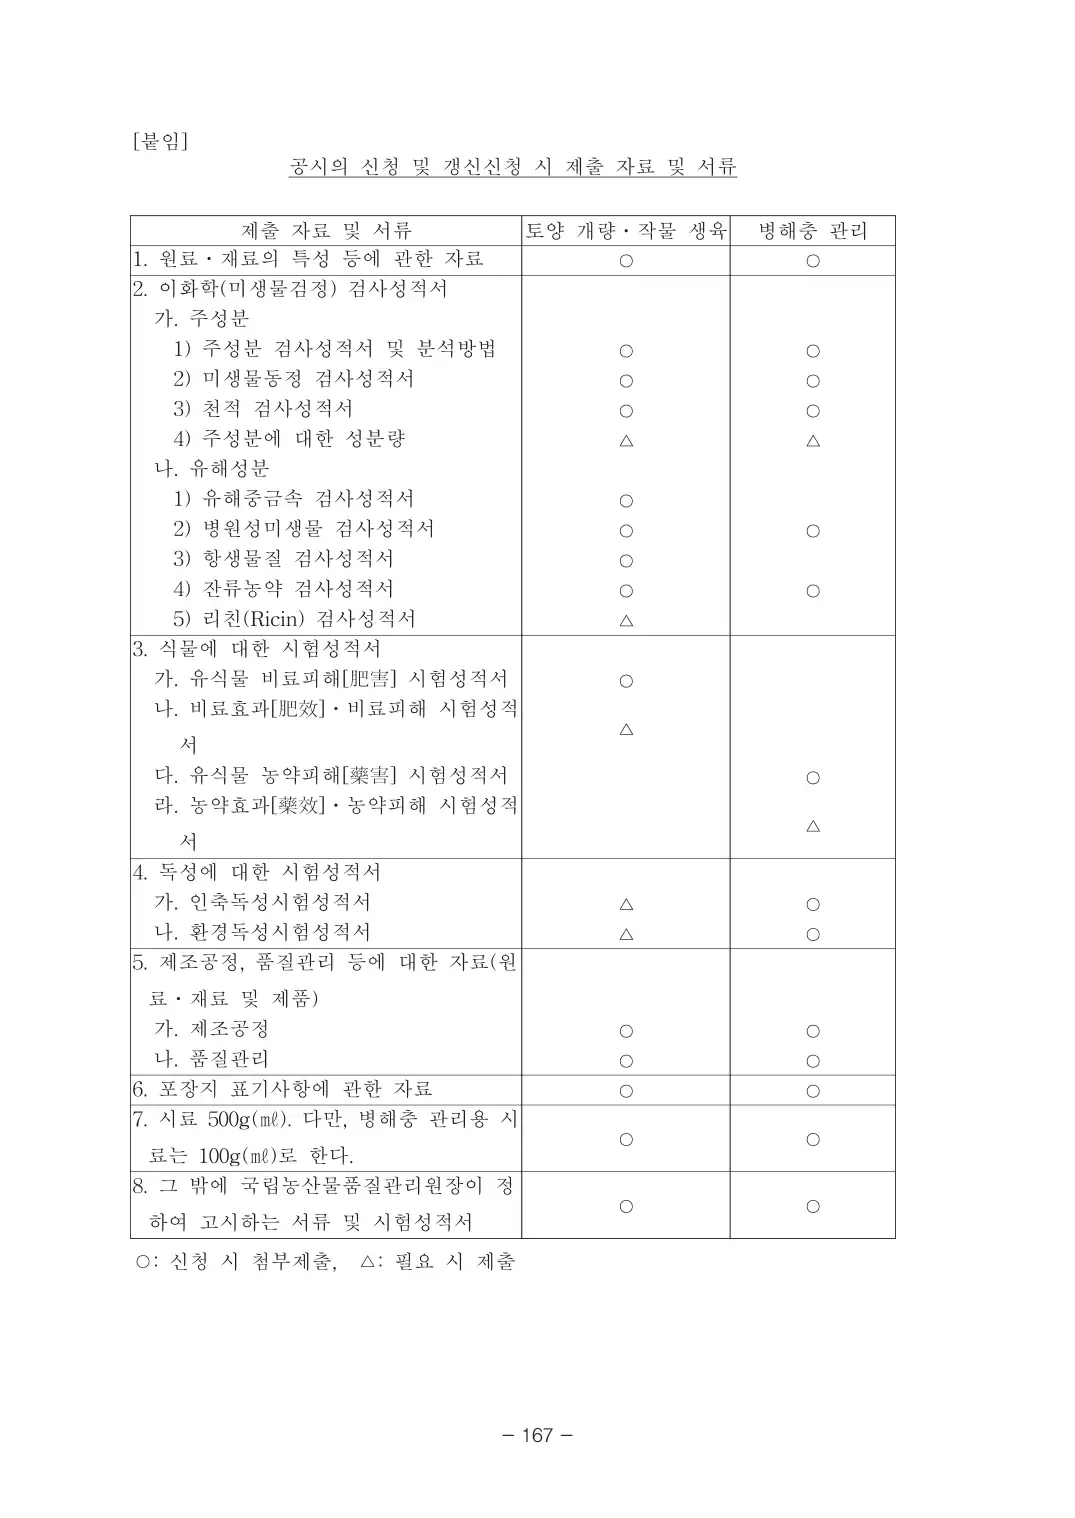 [붙임]
공시의 신청 및 갱신신청 시 제출 자료 및 서류
제출 자료 및 서류 토양 개량·작물 생육 병해충 관리
1. 원료·재료의 특성 등에 관한 자료 ○ ○
2. 이화학(미생물검정) 검사성적서
가. 주성분
1) 주성분 검사성적서 및 분석방법 ○ ○
2) 미생물동정 검사성적서 ○ ○
3) 천적 검사성적서 ○ ○
4) 주성분에 대한 성분량 △ △
나. 유해성분
1) 유해중금속 검사성적서 ○
2) 병원성미생물 검사성적서 ○ ○
3) 항생물질 검사성적서 ○
4) 잔류농약 검사성적서 ○ ○
5) 리친(Ricin) 검사성적서 △
3. 식물에 대한 시험성적서
가. 유식물 비료피해[肥害] 시험성적서 ○
나. 비료효과[肥效]·비료피해 시험성적
서 △
다. 유식물 농약피해[藥害] 시험성적서 ○
라. 농약효과[藥效]·농약피해 시험성적
서 △
4. 독성에 대한 시험성적서
가. 인축독성시험성적서 △ ○
나. 환경독성시험성적서 △ ○
5. 제조공정, 품질관리 등에 대한 자료(원
료·재료 및 제품)
가. 제조공정 ○ ○
나. 품질관리 ○ ○
6. 포장지 표기사항에 관한 자료 ○ ○
7. 시료 500g(㎖). 다만, 병해충 관리용 시
료는 100g(㎖)로 한다. ○ ○
8. 그 밖에 국립농산물품질관리원장이 정
하여 고시하는 서류 및 시험성적서 ○ ○
○: 신청 시 첨부제출, △: 필요 시 제출
- 167 -